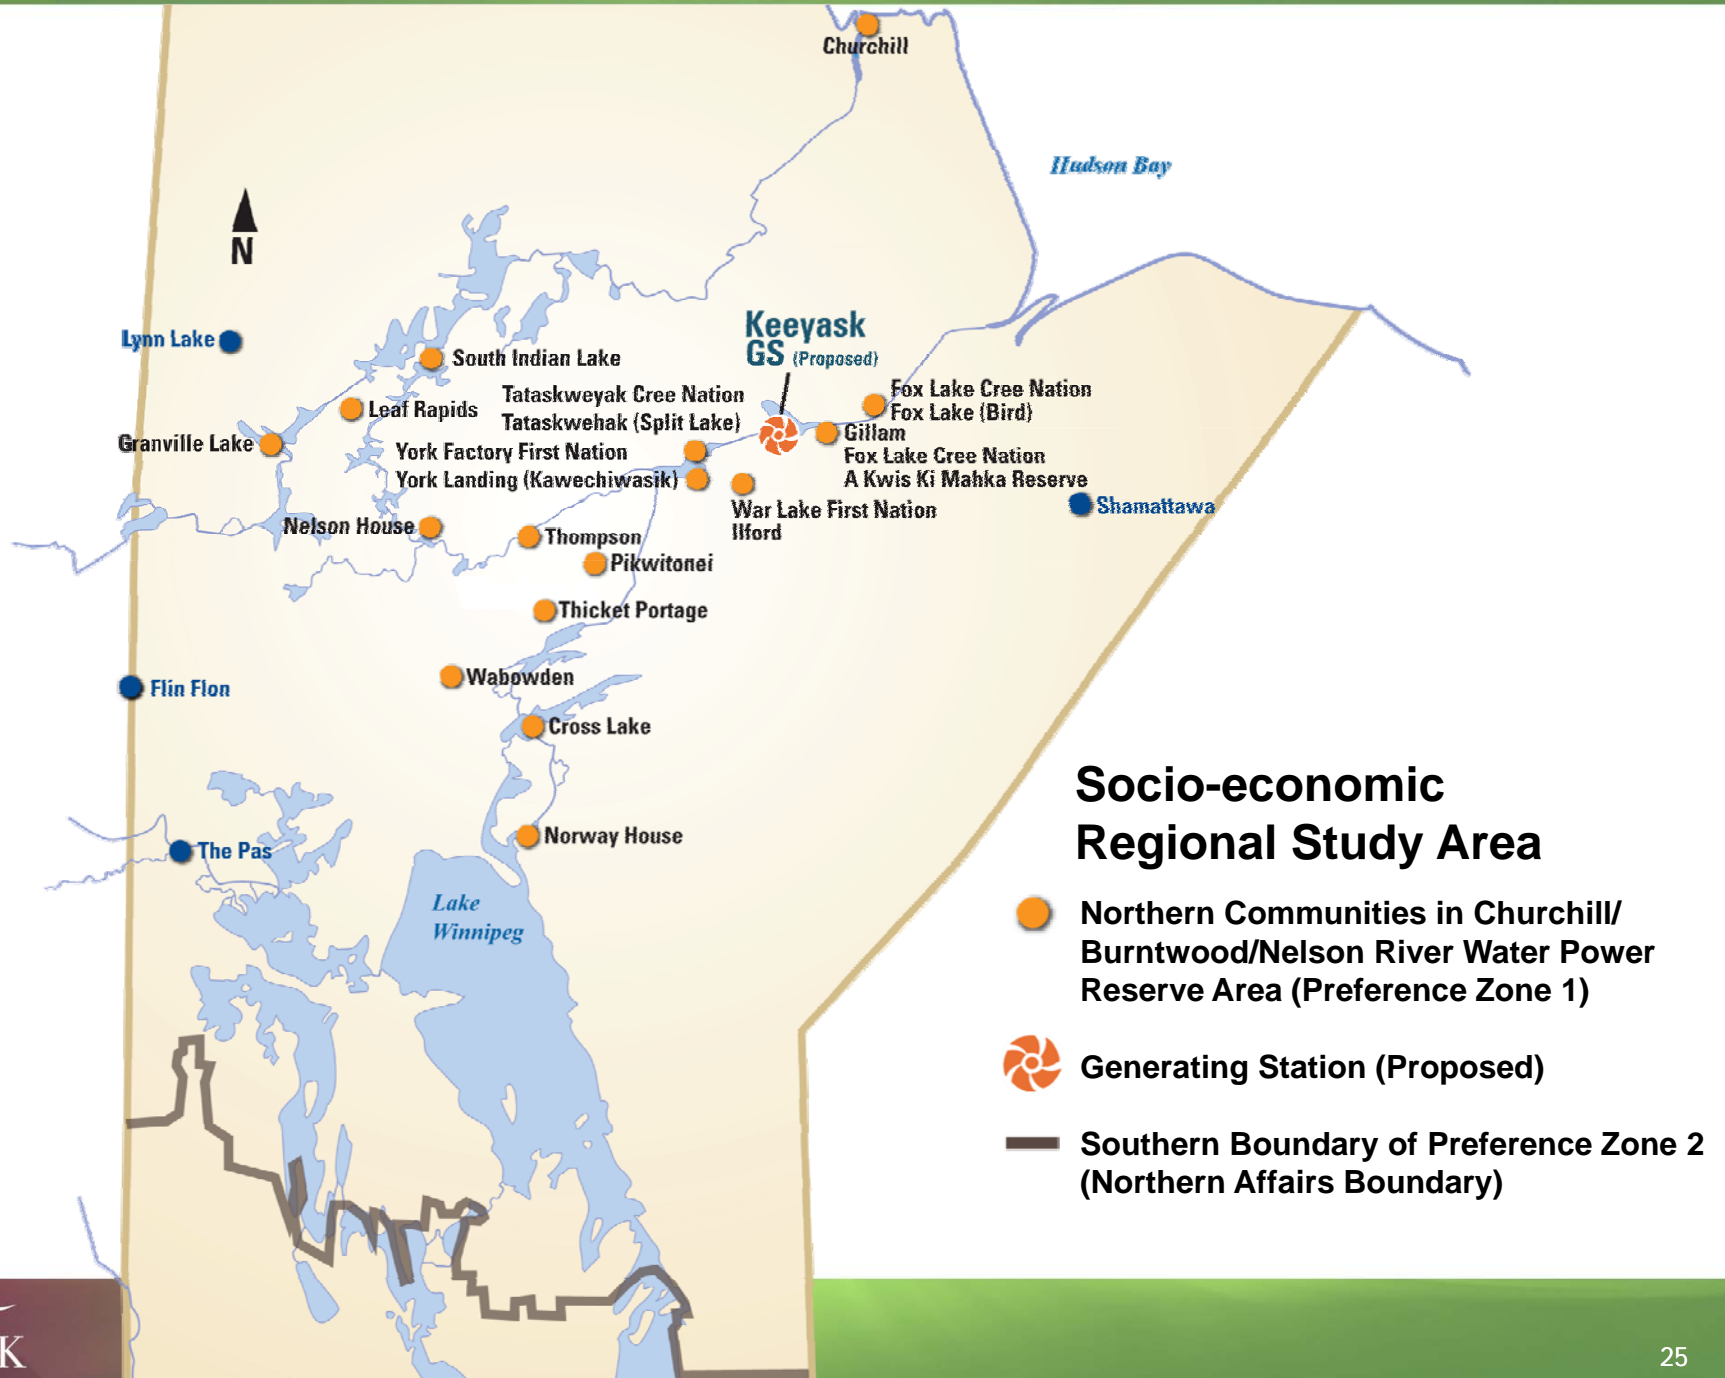 Churchill
Hudson Bay
N
Keeyask
GS (Proposed)
Lynn Lake
South Indian Lake
Tataskweyak Cree Nation
Tataskwehak (Split Lake)
Fox Lake Cree Nation
Fox Lake (Bird)
Leaf Rapids
Gillam
Fox Lake Cree Nation
A Kwis Ki Mahka Reserve
Granville Lake
York Factory First Nation
York Landing (Kawechiwasik)
War Lake First Nation
Ilford
Shamattawa
Nelson House
Thompson
Pikwitonei
Thicket Portage
Wabowden
Flin Flon
Cross Lake
Norway House
The Pas
Lake
Winnipeg
Socio-economic
Regional Study Area
Northern Communities in Churchill/
Burntwood/Nelson River Water Power
Reserve Area (Preference Zone 1)
Generating Station (Proposed)
Southern Boundary of Preference Zone 2
(Northern Affairs Boundary)
K
25